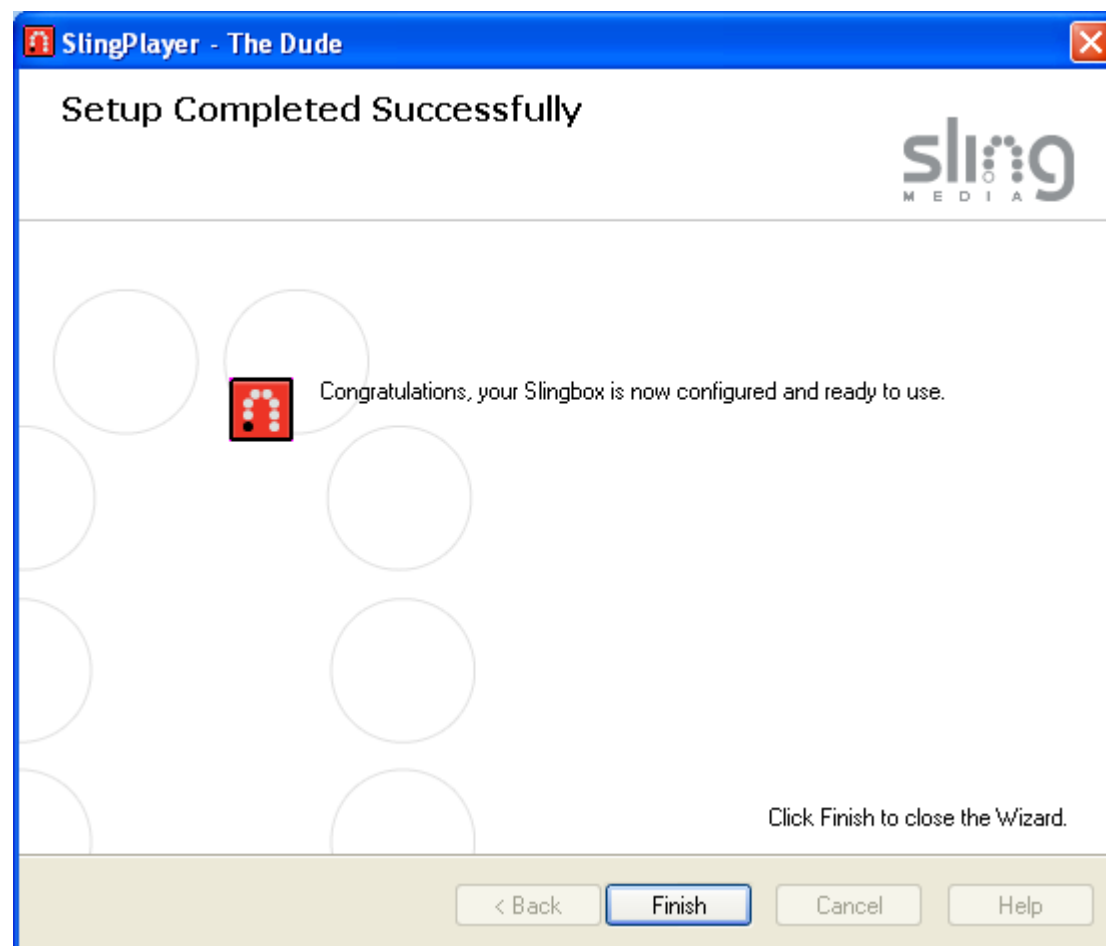 SlingPlayer - The Dude
Setup Completed Successfully
sling
MEDIA
Congratulations, your Slingbox is now configured and ready to use.
Click Finish to close the Wizard.
< Back Finish Cancel Help